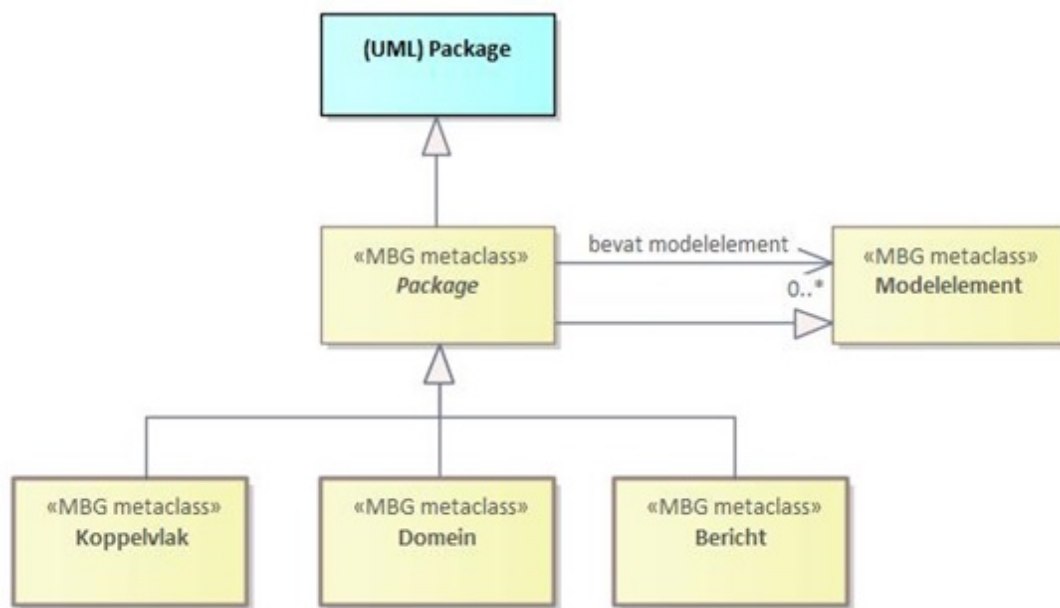 (UML) Package
«MBG metaclass»
Package
bevat modelelement
0..*
«MBG metaclass»
Modelelement
«MBG metaclass»
Koppelvlak
«MBG metaclass»
Domein
«MBG metaclass»
Bericht